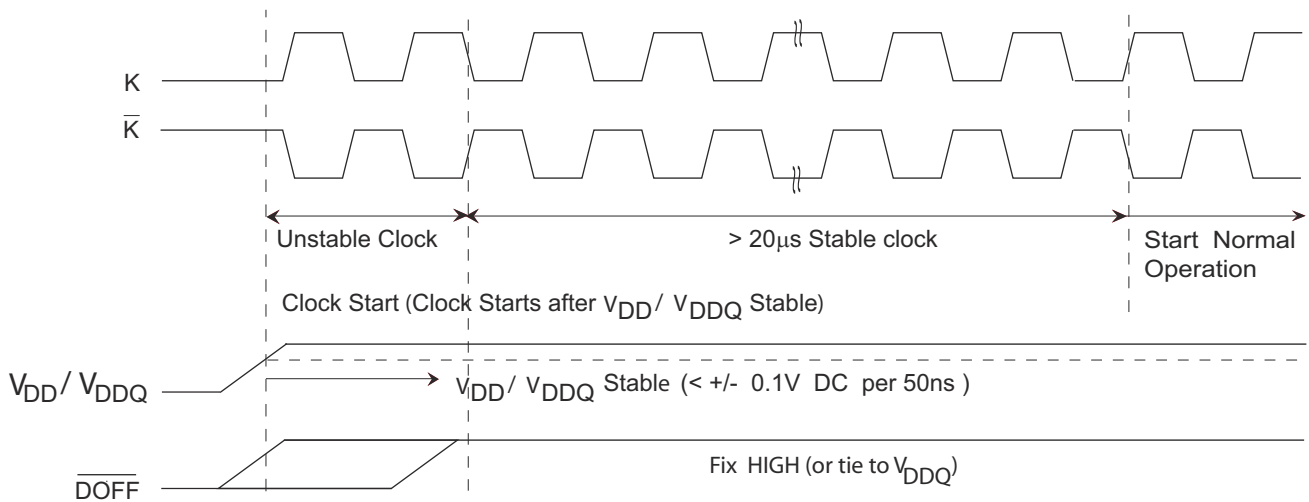 K
K̅
Unstable Clock
> 20μs Stable clock
Start Normal
Operation
Clock Start (Clock Starts after VDD/ VDDQ Stable)
VDD/ VDDQ
VDD/ VDDQ Stable (< +/- 0.1V DC per 50ns )
Fix HIGH (or tie to VDDQ)
D̅O̅F̅F̅